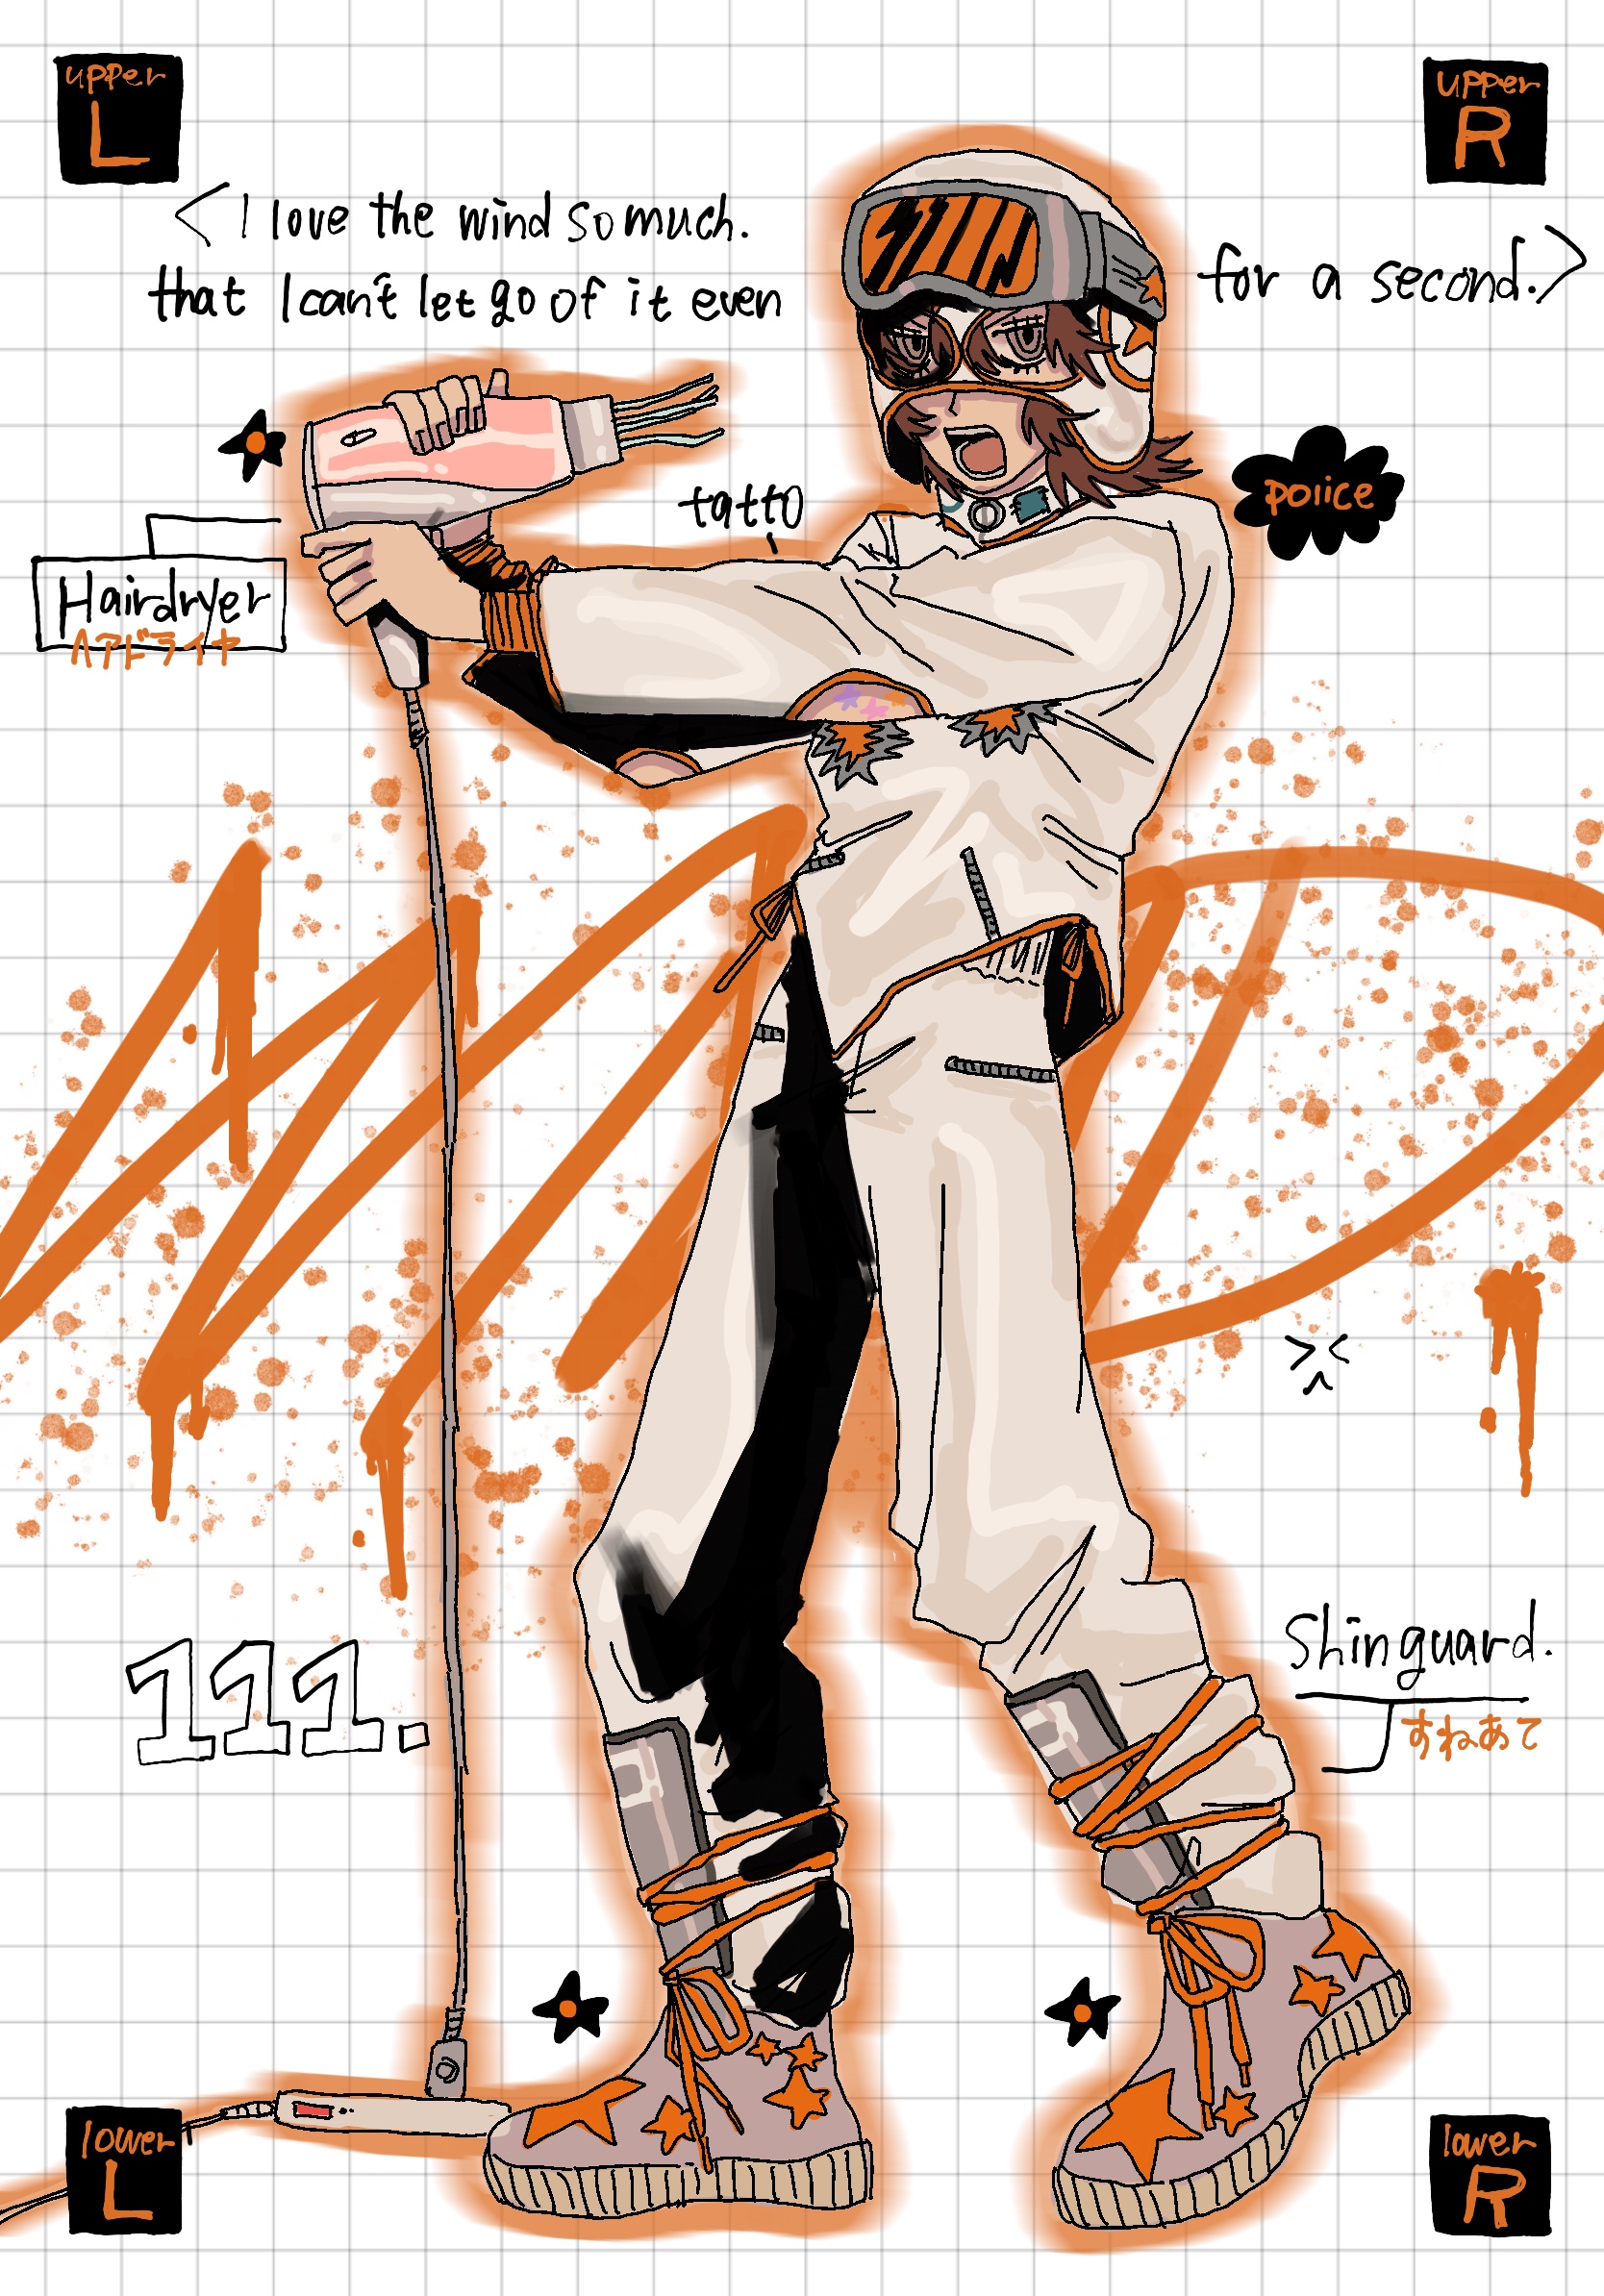 upper
L
upper
R
<I love the wind so much.
that I can't let go of it even
for a second.>
tatto
police
Hairdryer
ヘアドライヤ
111.
Shinguard.
すねあて
lower
L
lower
R